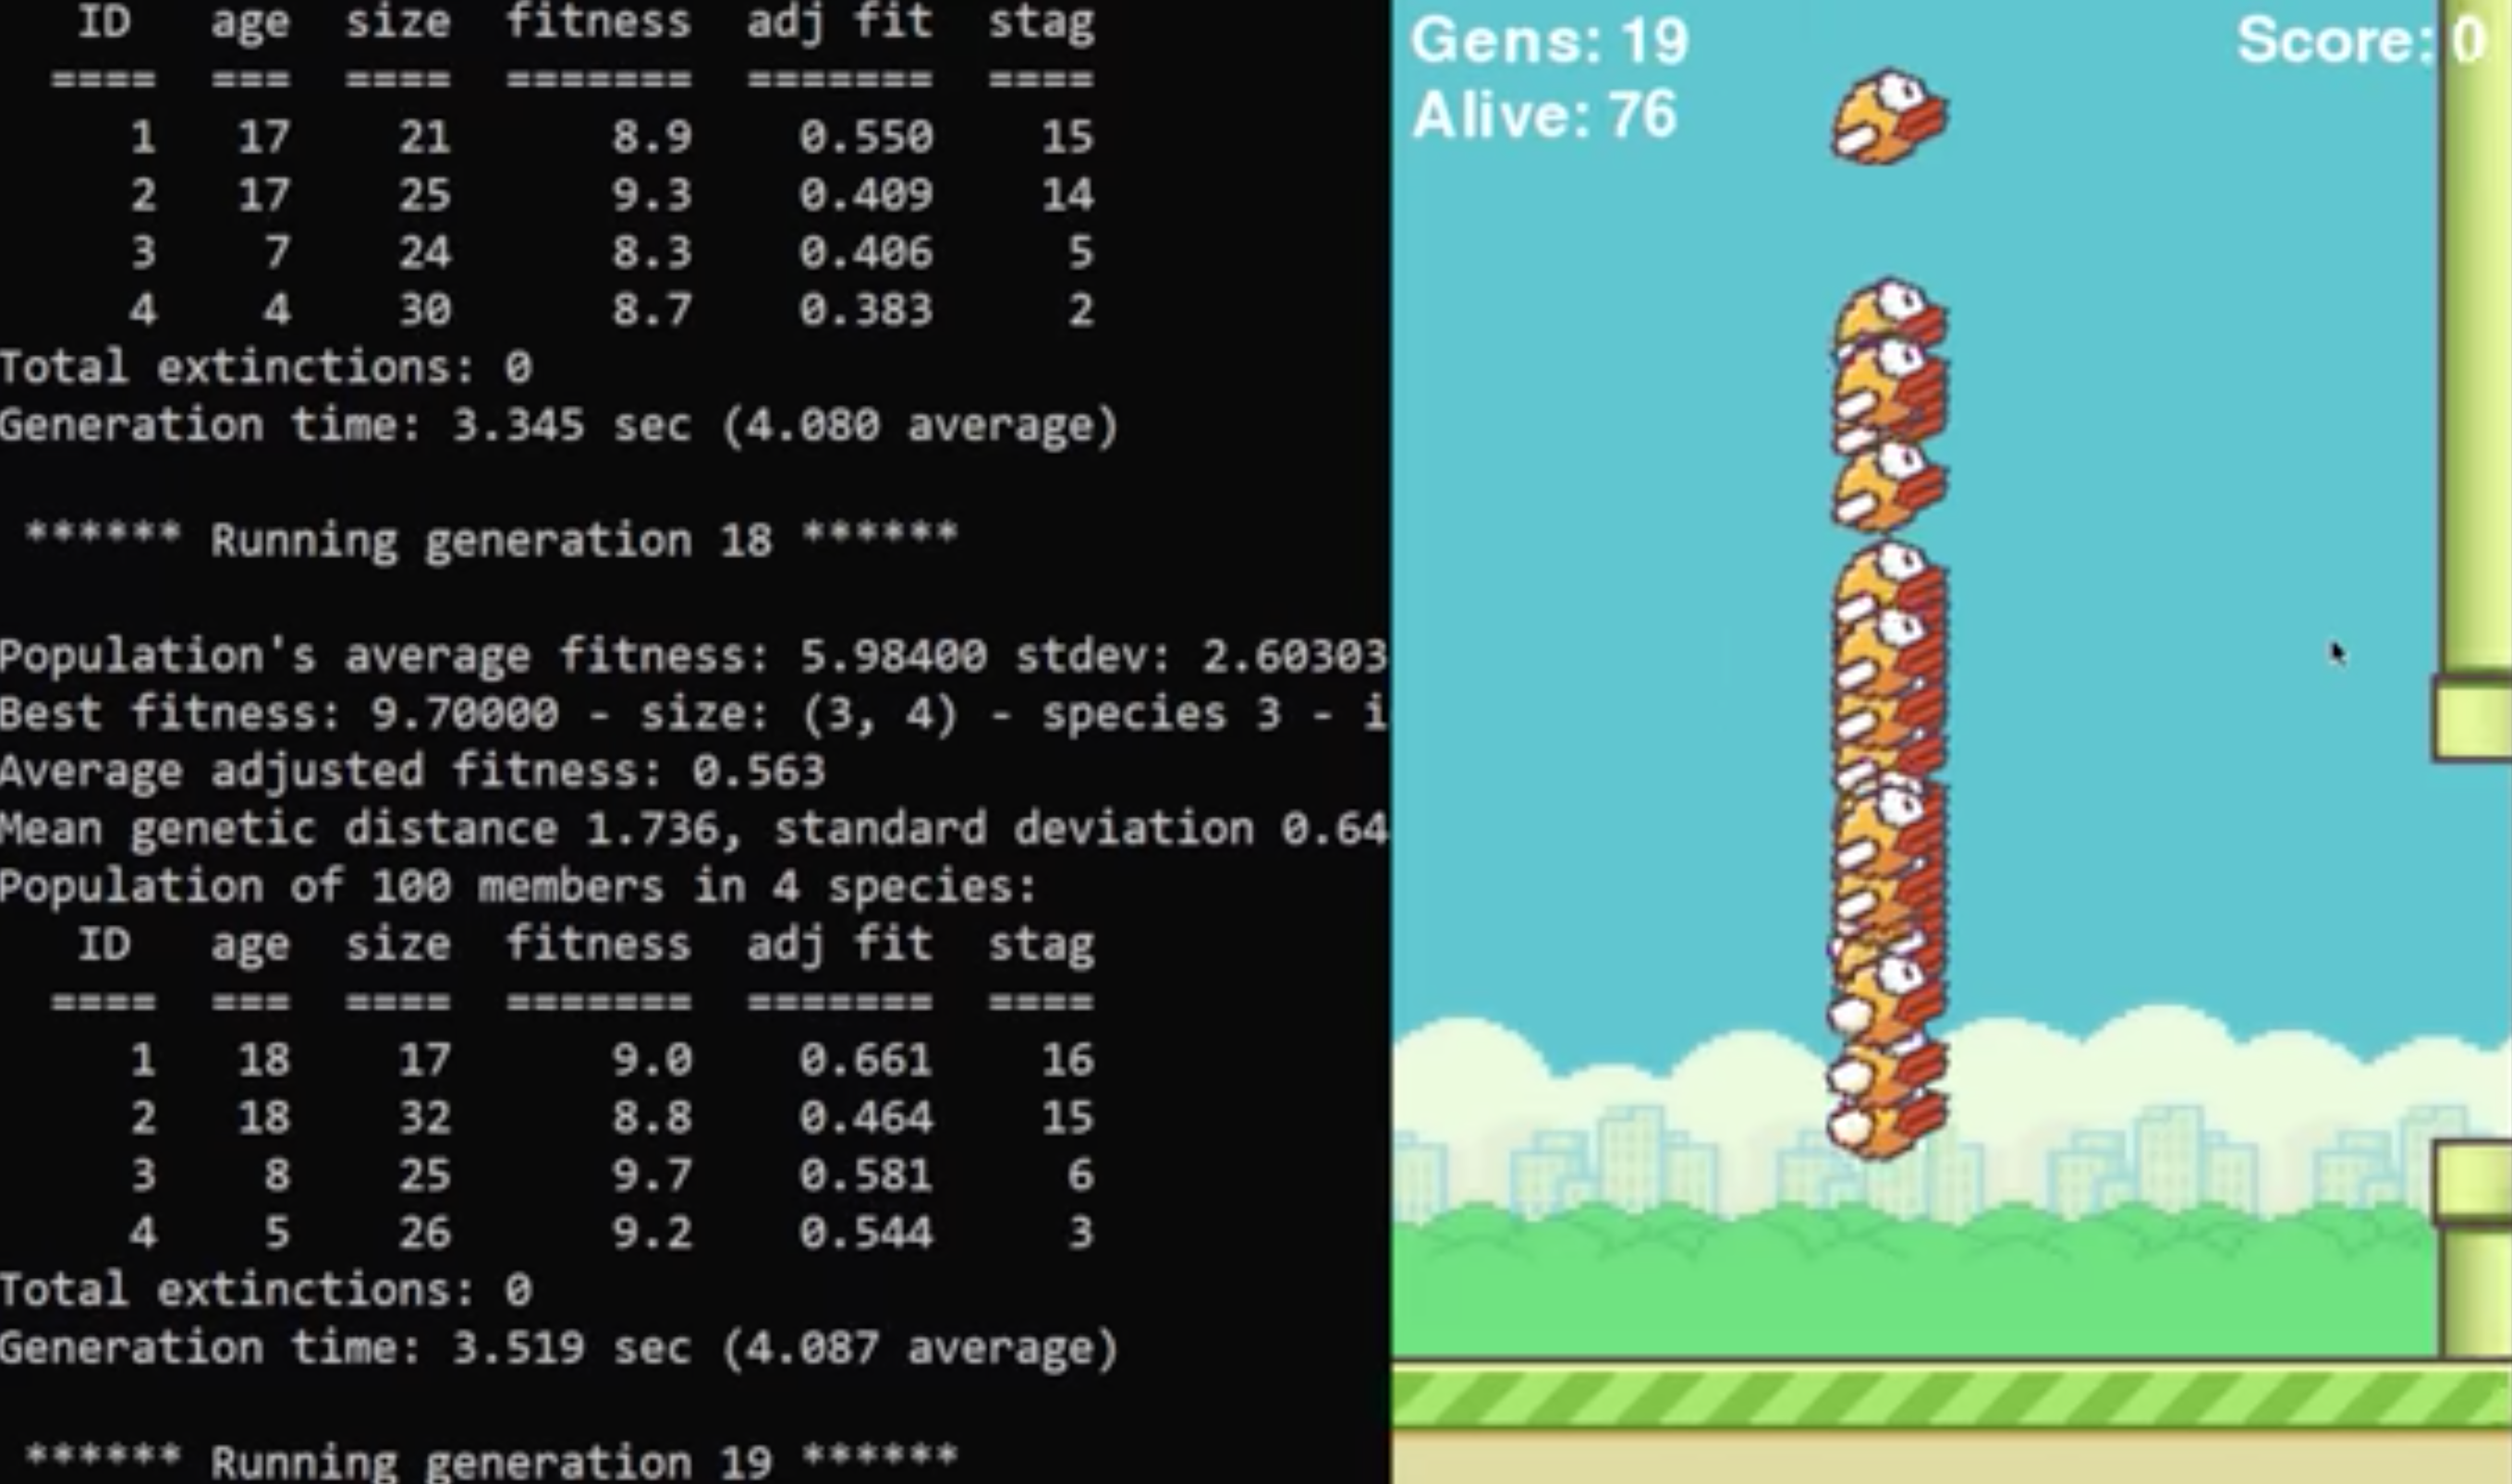 ID age size fitness adj fit stag
==== === ==== ======= ======= ====
1 17 21 8.9 0.550 15
2 17 25 9.3 0.409 14
3 7 24 8.3 0.406 5
4 4 30 8.7 0.383 2
Total extinctions: 0
Generation time: 3.345 sec (4.080 average)
****** Running generation 18 ******
Population's average fitness: 5.98400 stdev: 2.60303
Best fitness: 9.70000 - size: (3, 4) - species 3 - i
Average adjusted fitness: 0.563
Mean genetic distance 1.736, standard deviation 0.64
Population of 100 members in 4 species:
ID age size fitness adj fit stag
==== === ==== ======= ======= ====
1 18 17 9.0 0.661 16
2 18 32 8.8 0.464 15
3 8 25 9.7 0.581 6
4 5 26 9.2 0.544 3
Total extinctions: 0
Generation time: 3.519 sec (4.087 average)
****** Running generation 19 ******
Gens: 19
Score: 0
Alive: 76